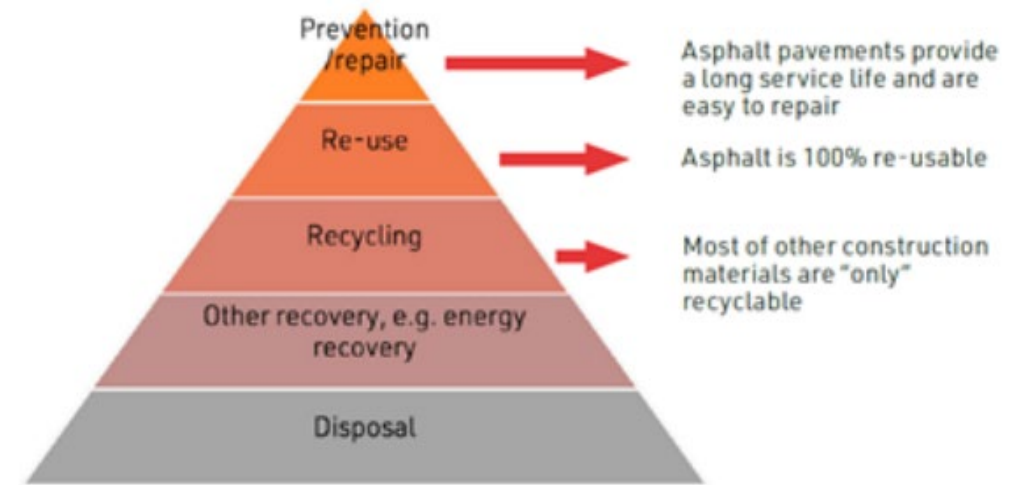 Prevention
/repair
Asphalt pavements provide
a long service life and are
easy to repair
Re-use
Asphalt is 100% re-usable
Recycling
Most of other construction
materials are "only"
recyclable
Other recovery, e.g. energy
recovery
Disposal